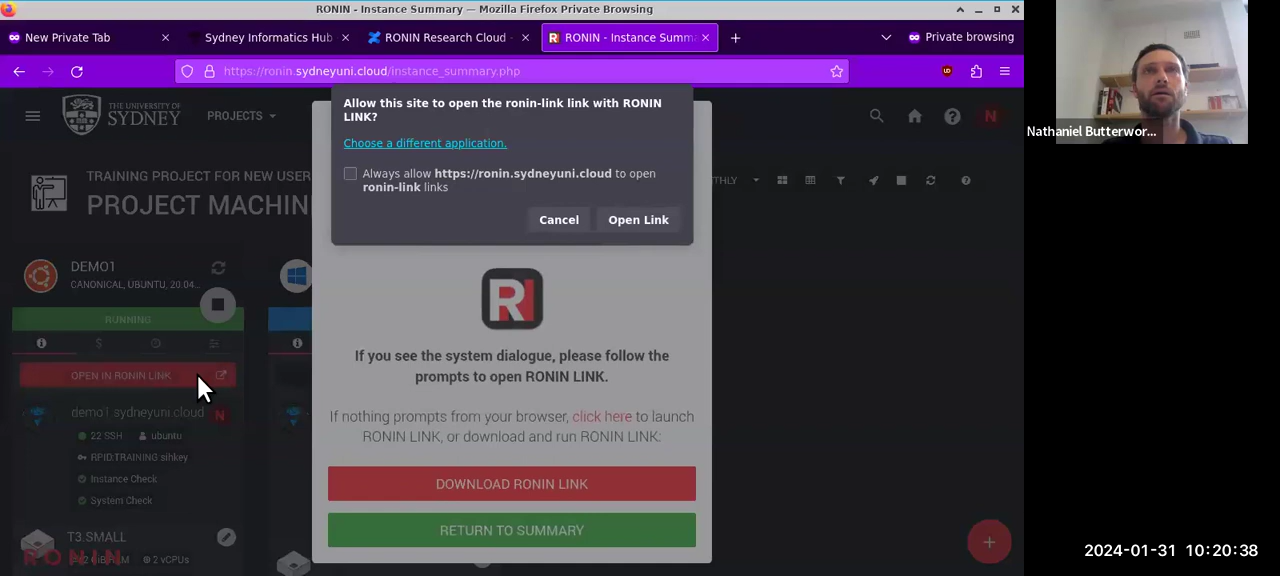 RONIN - Instance Summary — Mozilla Firefox Private Browsing
New Private Tab
Sydney Informatics Hub
RONIN Research Cloud -
RONIN - Instance Summa
Private browsing
https://ronin.sydneyuni.cloud/instance_summary.php
Allow this site to open the ronin-link link with RONIN
LINK?
Choose a different application.
Always allow https://ronin.sydneyuni.cloud to open
ronin-link links
Cancel
Open Link
THE UNIVERSITY OF
SYDNEY
PROJECTS
N
TRAINING PROJECT FOR NEW USER
PROJECT MACHIN
THLY
DEMO1
CANONICAL, UBUNTU, 20.04...
RUNNING
OPEN IN RONIN LINK
demo1.sydneyuni.cloud
N
22 SSH
ubuntu
RPID:TRAINING sihkey
Instance Check
System Check
T3.SMALL
2 vCPUs
RONIN
R
If you see the system dialogue, please follow the
prompts to open RONIN LINK.
If nothing prompts from your browser, click here to launch
RONIN LINK, or download and run RONIN LINK:
DOWNLOAD RONIN LINK
RETURN TO SUMMARY
Nathaniel Butterwor...
2024-01-31 10:20:38